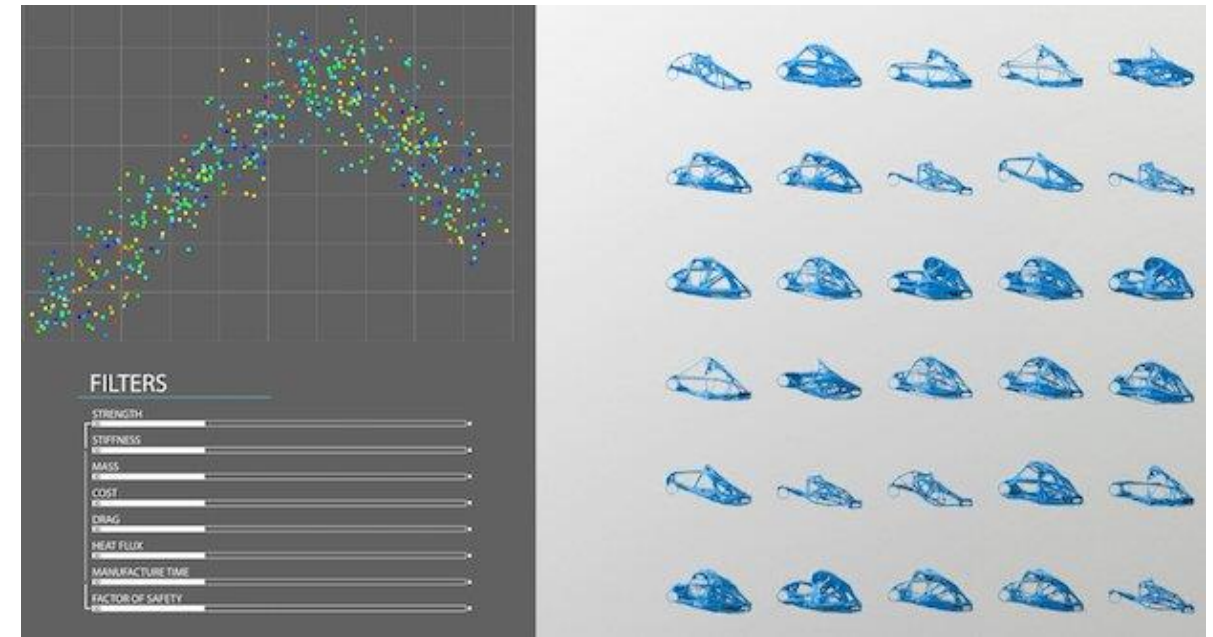 FILTERS
STRENGTH
STIFFNESS
MASS
COST
DRAG
HEAT FLUX
MANUFACTURE TIME
FACTOR OF SAFETY